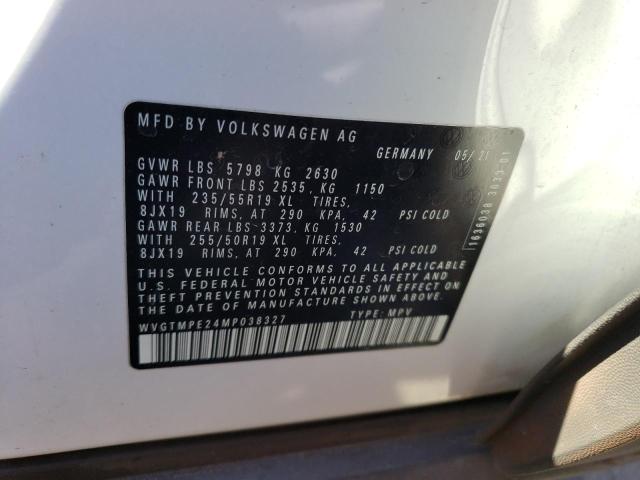 MFD BY VOLKSWAGEN AG
GERMANY 05/21
GVWR LBS 5798 KG 2630
GAWR FRONT LBS 2535, KG 1150
WITH 235/55R19 XL TIRES,
8JX19 RIMS, AT 290 KPA, 42 PSI COLD
GAWR REAR LBS 3373, KG 1530
WITH 255/50R19 XL TIRES,
8JX19 RIMS, AT 290 KPA, 42 PSI COLD
THIS VEHICLE CONFORMS TO ALL APPLICABLE
U.S. FEDERAL MOTOR VEHICLE SAFETY AND
THEFT PREVENTION STANDARDS IN EFFECT ON
THE DATE OF MANUFACTURE SHOWN ABOVE
WVGTMPE24MP038327 TYPE: MPV
1636038 3633-01